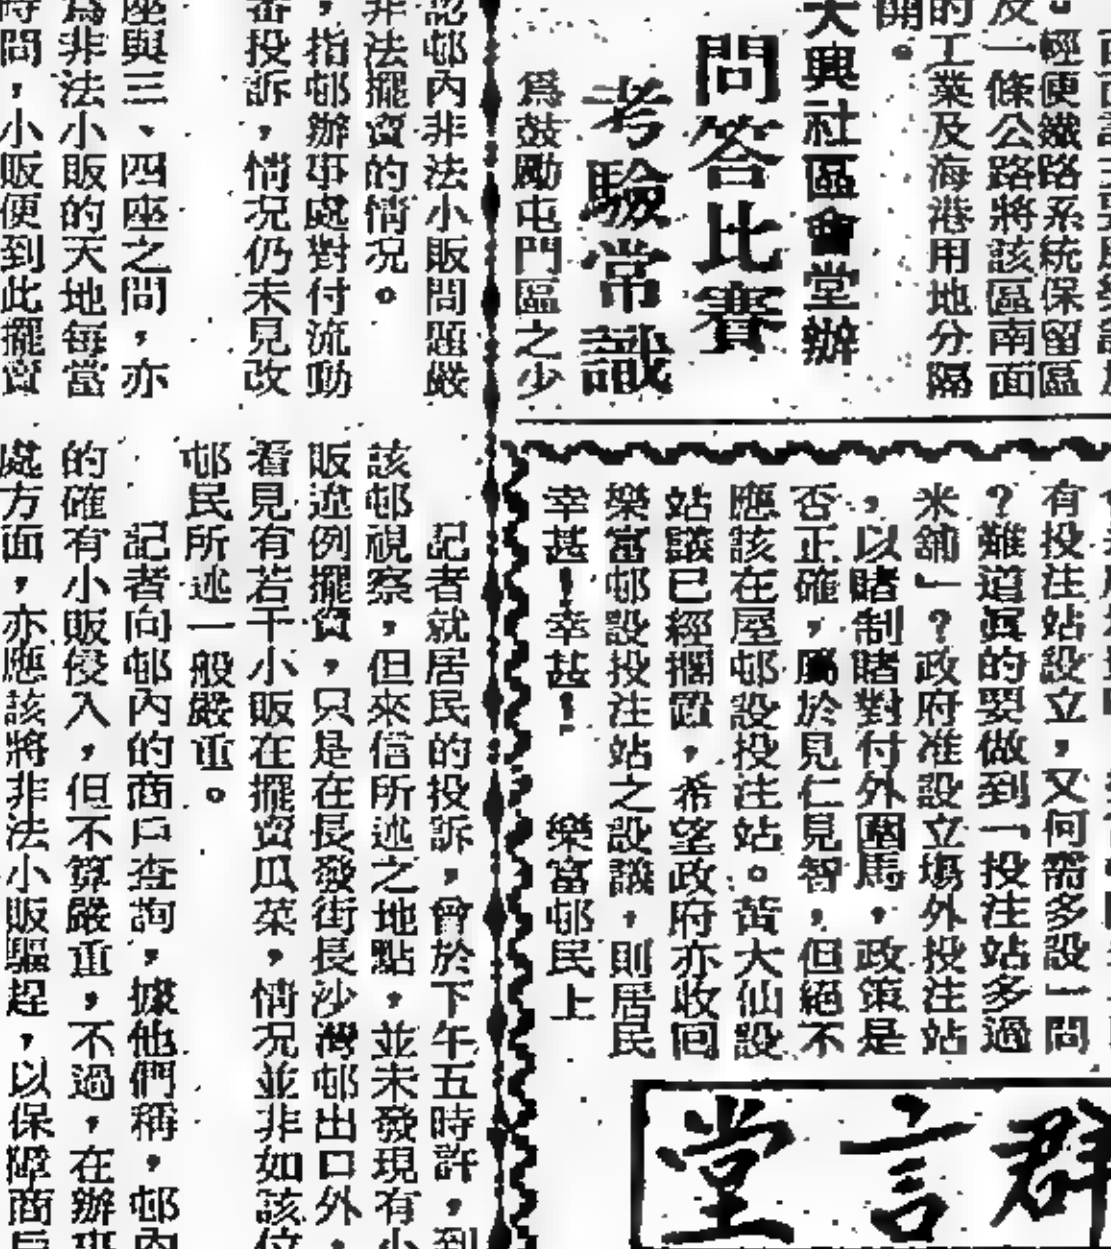 經便鐵路系統保留區
及一條公路將該區南面
的工業及海港用地分隔
開。
大興社區會堂辦
問答比賽
考驗常識
爲鼓勵屯門區之少
認邨內非法小販問題嚴
非法擺賣的情况。
,指邨辦事處對付流動
投訴,情况仍未見改
座與三、四座之間,亦
爲非法小販的天地每當
時間,小販便到此擺賣
有投注站設立,又何需多設一間
?難道眞的要做到「投注站多過
米舖」?政府准設立塲外投注站
,以賭制賭對付外圍馬,政策是
否正確,屬於見仁見智,但絕不
應該在屋邨設投注站。黃大仙設
站議已經擱置,希望政府亦收回
樂富邨設投注站之設議,則居民
幸甚!幸甚!
樂富邨民上
羣言堂
記者就居民的投訴,曾於下午五時許,到
該邨視察,但來信所述之地點,並未發現有小
販述例擺賣,只是在長發街長沙灣邨出口外,
看見有若干小販在擺賣瓜菜,情况並非如該位
邨民所述一般嚴重。
記者向邨內的商戶查詢,據他們稱,邨內
的確有小販侵入,但不算嚴重,不過,在辦事
處方面,亦應該將非法小販驅趕,以保障商戶